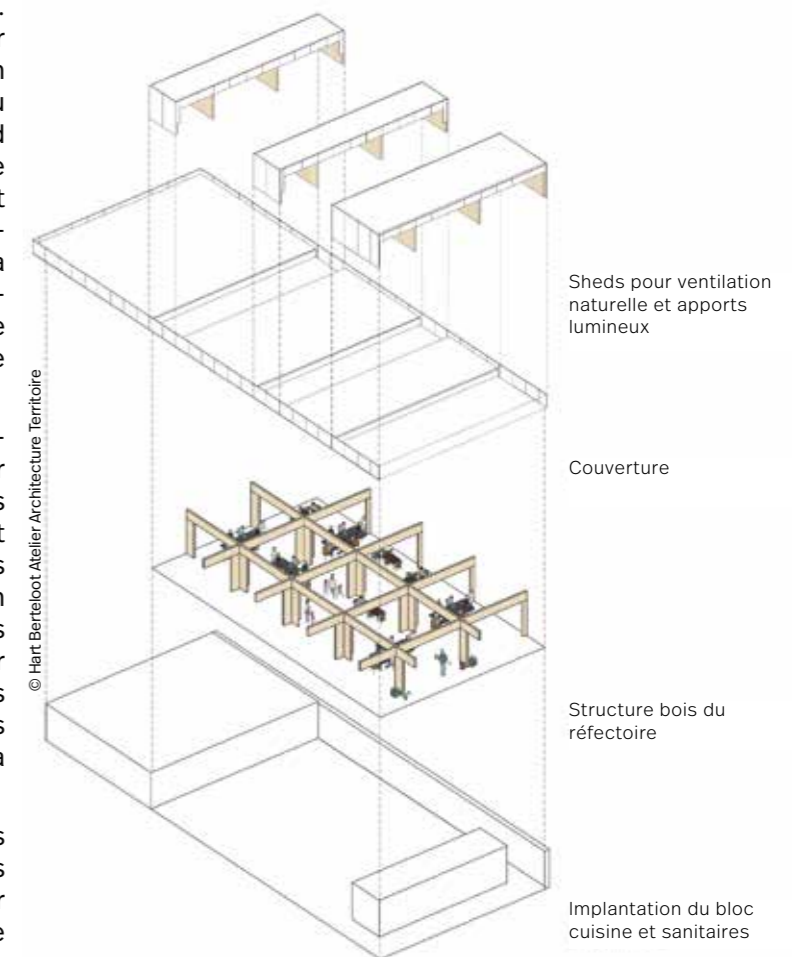 Sheds pour ventilation
naturelle et apports
lumineux
Couverture
© Hart Berteloot Atelier Architecture Territoire
Structure bois du
réfectoire
Implantation du bloc
cuisine et sanitaires